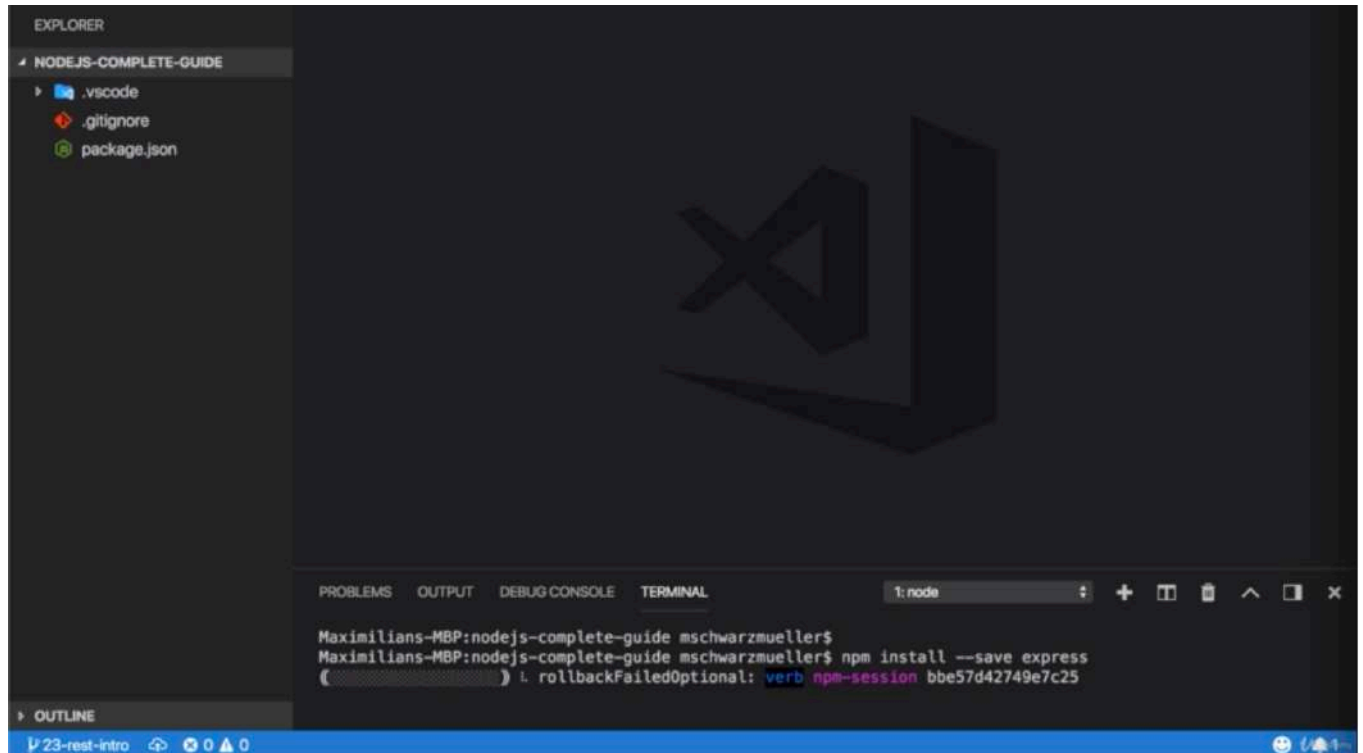 EXPLORER
NODEJS-COMPLETE-GUIDE
.vscode
.gitignore
package.json
PROBLEMS OUTPUT DEBUG CONSOLE TERMINAL 1: node
Maximilians-MBP:nodejs-complete-guide mschwarzmueller$
Maximilians-MBP:nodejs-complete-guide mschwarzmueller$ npm install --save express
rollbackFailedOptional: verb npm-session bbe57d42749e7c25
OUTLINE
23-rest-intro 0 0